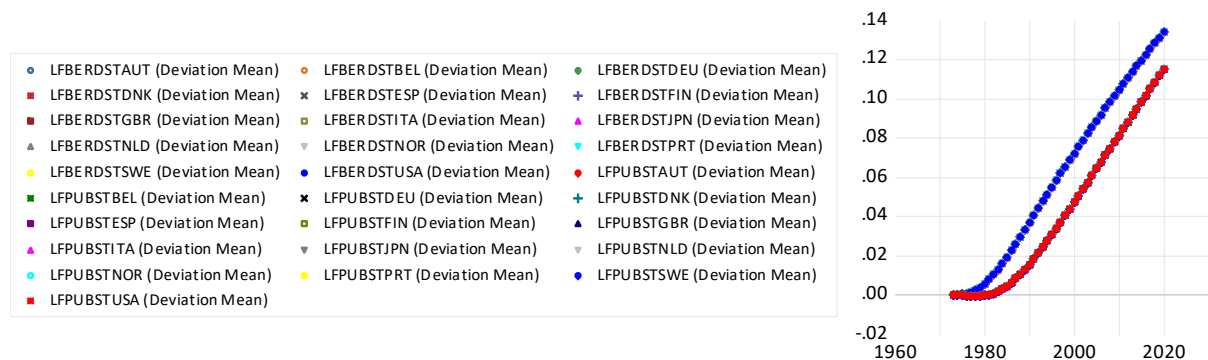 LFBERDSTAUT (Deviation Mean) LFBERDSTBEL (Deviation Mean) LFBERDSTDEU (Deviation Mean)
LFBERDSTDNK (Deviation Mean) LFBERDSTESP (Deviation Mean) LFBERDSTFIN (Deviation Mean)
LFBERDSTGBR (Deviation Mean) LFBERDSTITA (Deviation Mean) LFBERDSTJPN (Deviation Mean)
LFBERDSTNLD (Deviation Mean) LFBERDSTNOR (Deviation Mean) LFBERDSTPRT (Deviation Mean)
LFBERDSTSWE (Deviation Mean) LFBERDSTUSA (Deviation Mean) LFPUBSTAUT (Deviation Mean)
LFPUBSTBEL (Deviation Mean) LFPUBSTDEU (Deviation Mean) LFPUBSTDNK (Deviation Mean)
LFPUBSTESP (Deviation Mean) LFPUBSTFIN (Deviation Mean) LFPUBSTGBR (Deviation Mean)
LFPUBSTITA (Deviation Mean) LFPUBSTJPN (Deviation Mean) LFPUBSTNLD (Deviation Mean)
LFPUBSTNOR (Deviation Mean) LFPUBSTPRT (Deviation Mean) LFPUBSTSWE (Deviation Mean)
LFPUBSTUSA (Deviation Mean)
.14
.12
.10
.08
.06
.04
.02
.00
-.02
1960 1980 2000 2020